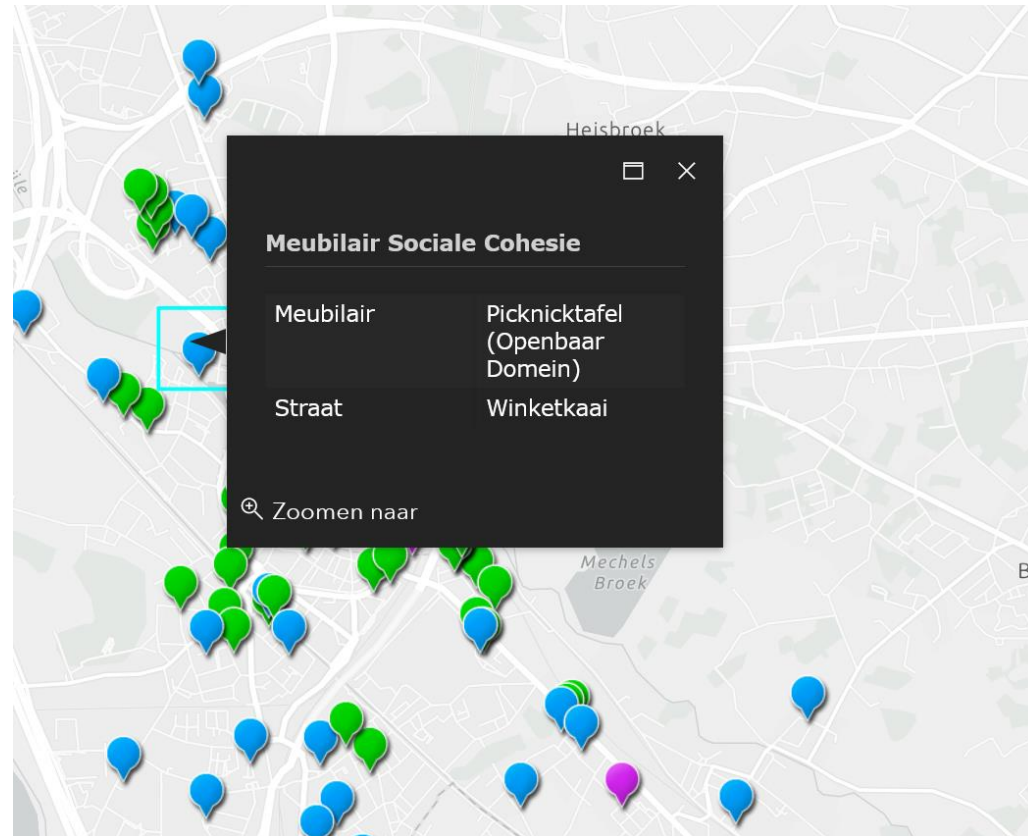 Heisbroek
Meubilair Sociale Cohesie
Meubilair
Picknicktafel
(Openbaar
Domein)
Straat
Winketkaai
Zoomen naar
Mechels
Broek
B